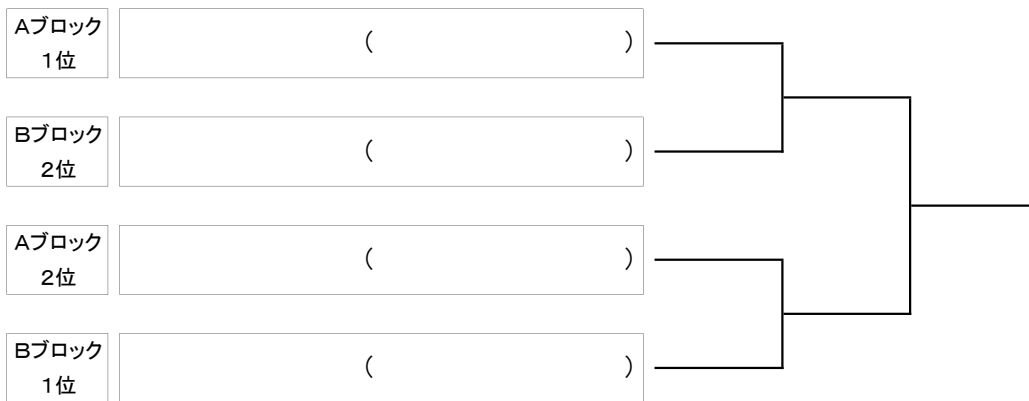 Aブロック
1位
(　　　　　)
Bブロック
2位
(　　　　　)
Aブロック
2位
(　　　　　)
Bブロック
1位
(　　　　　)